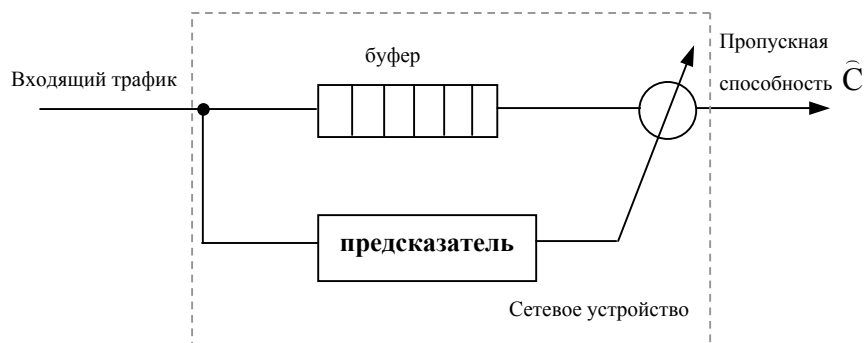 Входящий трафик
буфер
Пропускная
способность Ĉ
предсказатель
Сетевое устройство